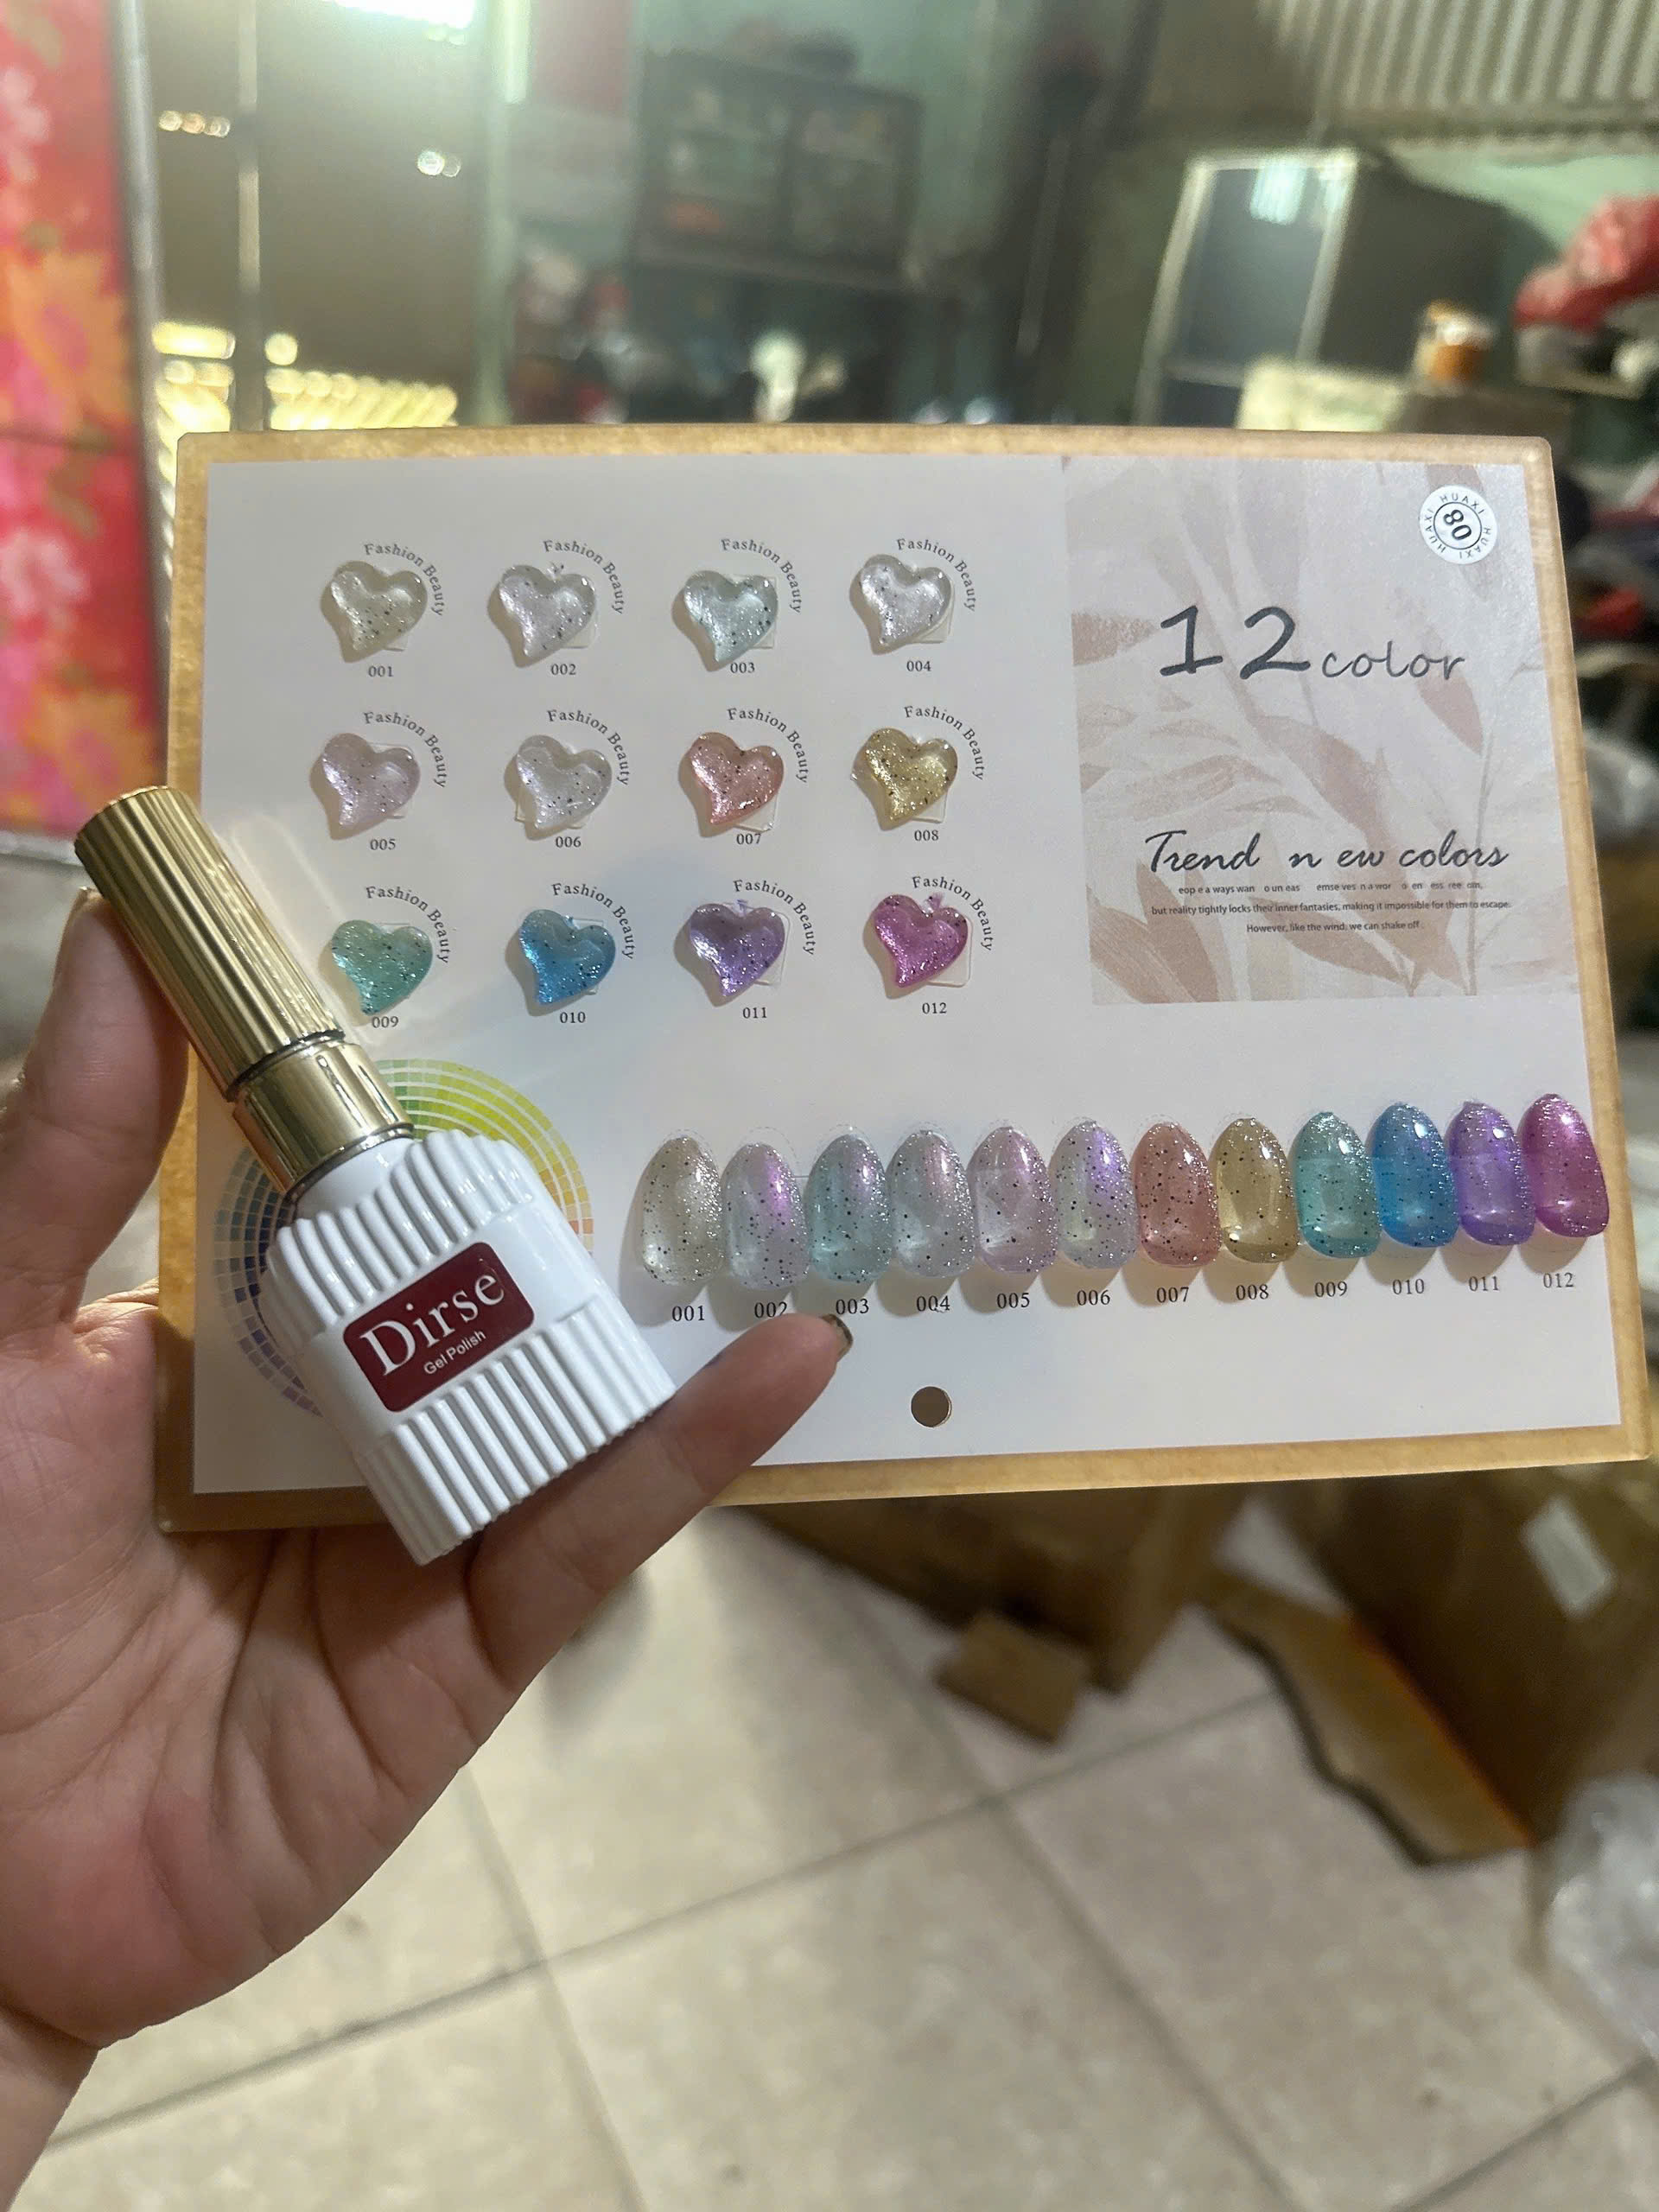 Fashion Beauty
Fashion Beauty
Fashion Beauty
Fashion Beauty
001
002
003
004
Fashion Beauty
Fashion Beauty
Fashion Beauty
Fashion Beauty
005
006
007
008
Fashion Beauty
Fashion Beauty
Fashion Beauty
Fashion Beauty
009
010
011
012
HUAXI HUAXI HUAXI
80
12 color
Trend n ew colors
but reality tightly locks their inner fantasies, making it impossible for them to escape.
However, like the wind, we can shake off
Dirse
Gel Polish
001
002
003
004
005
006
007
008
009
010
011
012